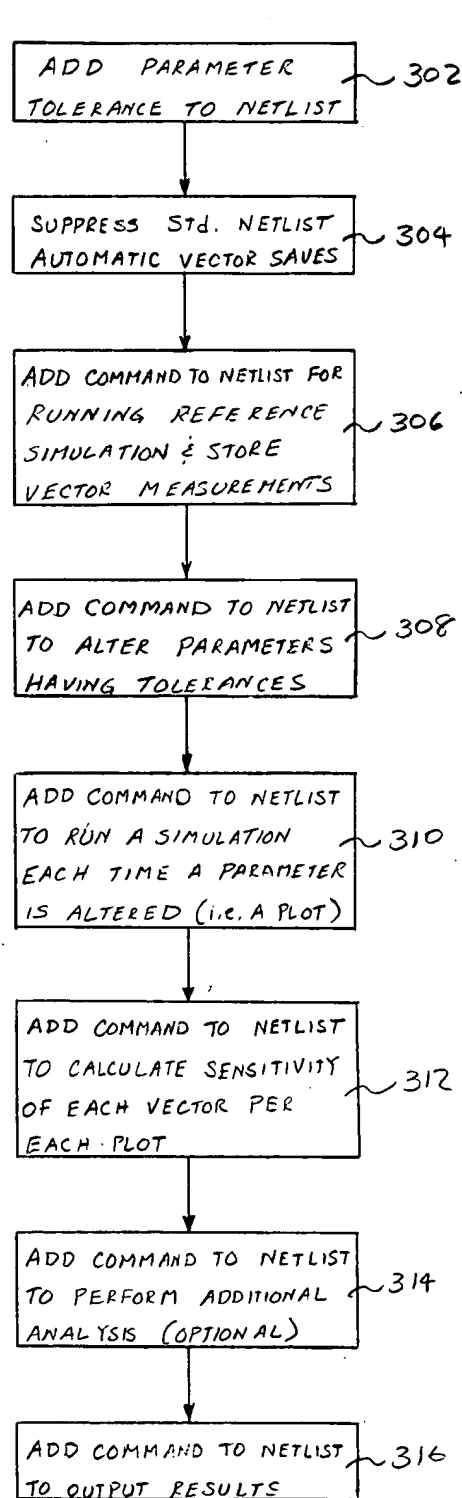 ADD PARAMETER
TOLERANCE TO NETLIST
302
SUPPRESS Std. NETLIST
AUTOMATIC VECTOR SAVES
304
ADD COMMAND TO NETLIST FOR
RUNNING REFERENCE
SIMULATION & STORE
VECTOR MEASUREMENTS
306
ADD COMMAND TO NETLIST
TO ALTER PARAMETERS
HAVING TOLERANCES
308
ADD COMMAND TO NETLIST
TO RUN A SIMULATION
EACH TIME A PARAMETER
IS ALTERED (i.e. A PLOT)
310
ADD COMMAND TO NETLIST
TO CALCULATE SENSITIVITY
OF EACH VECTOR PER
EACH PLOT
312
ADD COMMAND TO NETLIST
TO PERFORM ADDITIONAL
ANALYSIS (OPTIONAL)
314
ADD COMMAND TO NETLIST
TO OUTPUT RESULTS
316